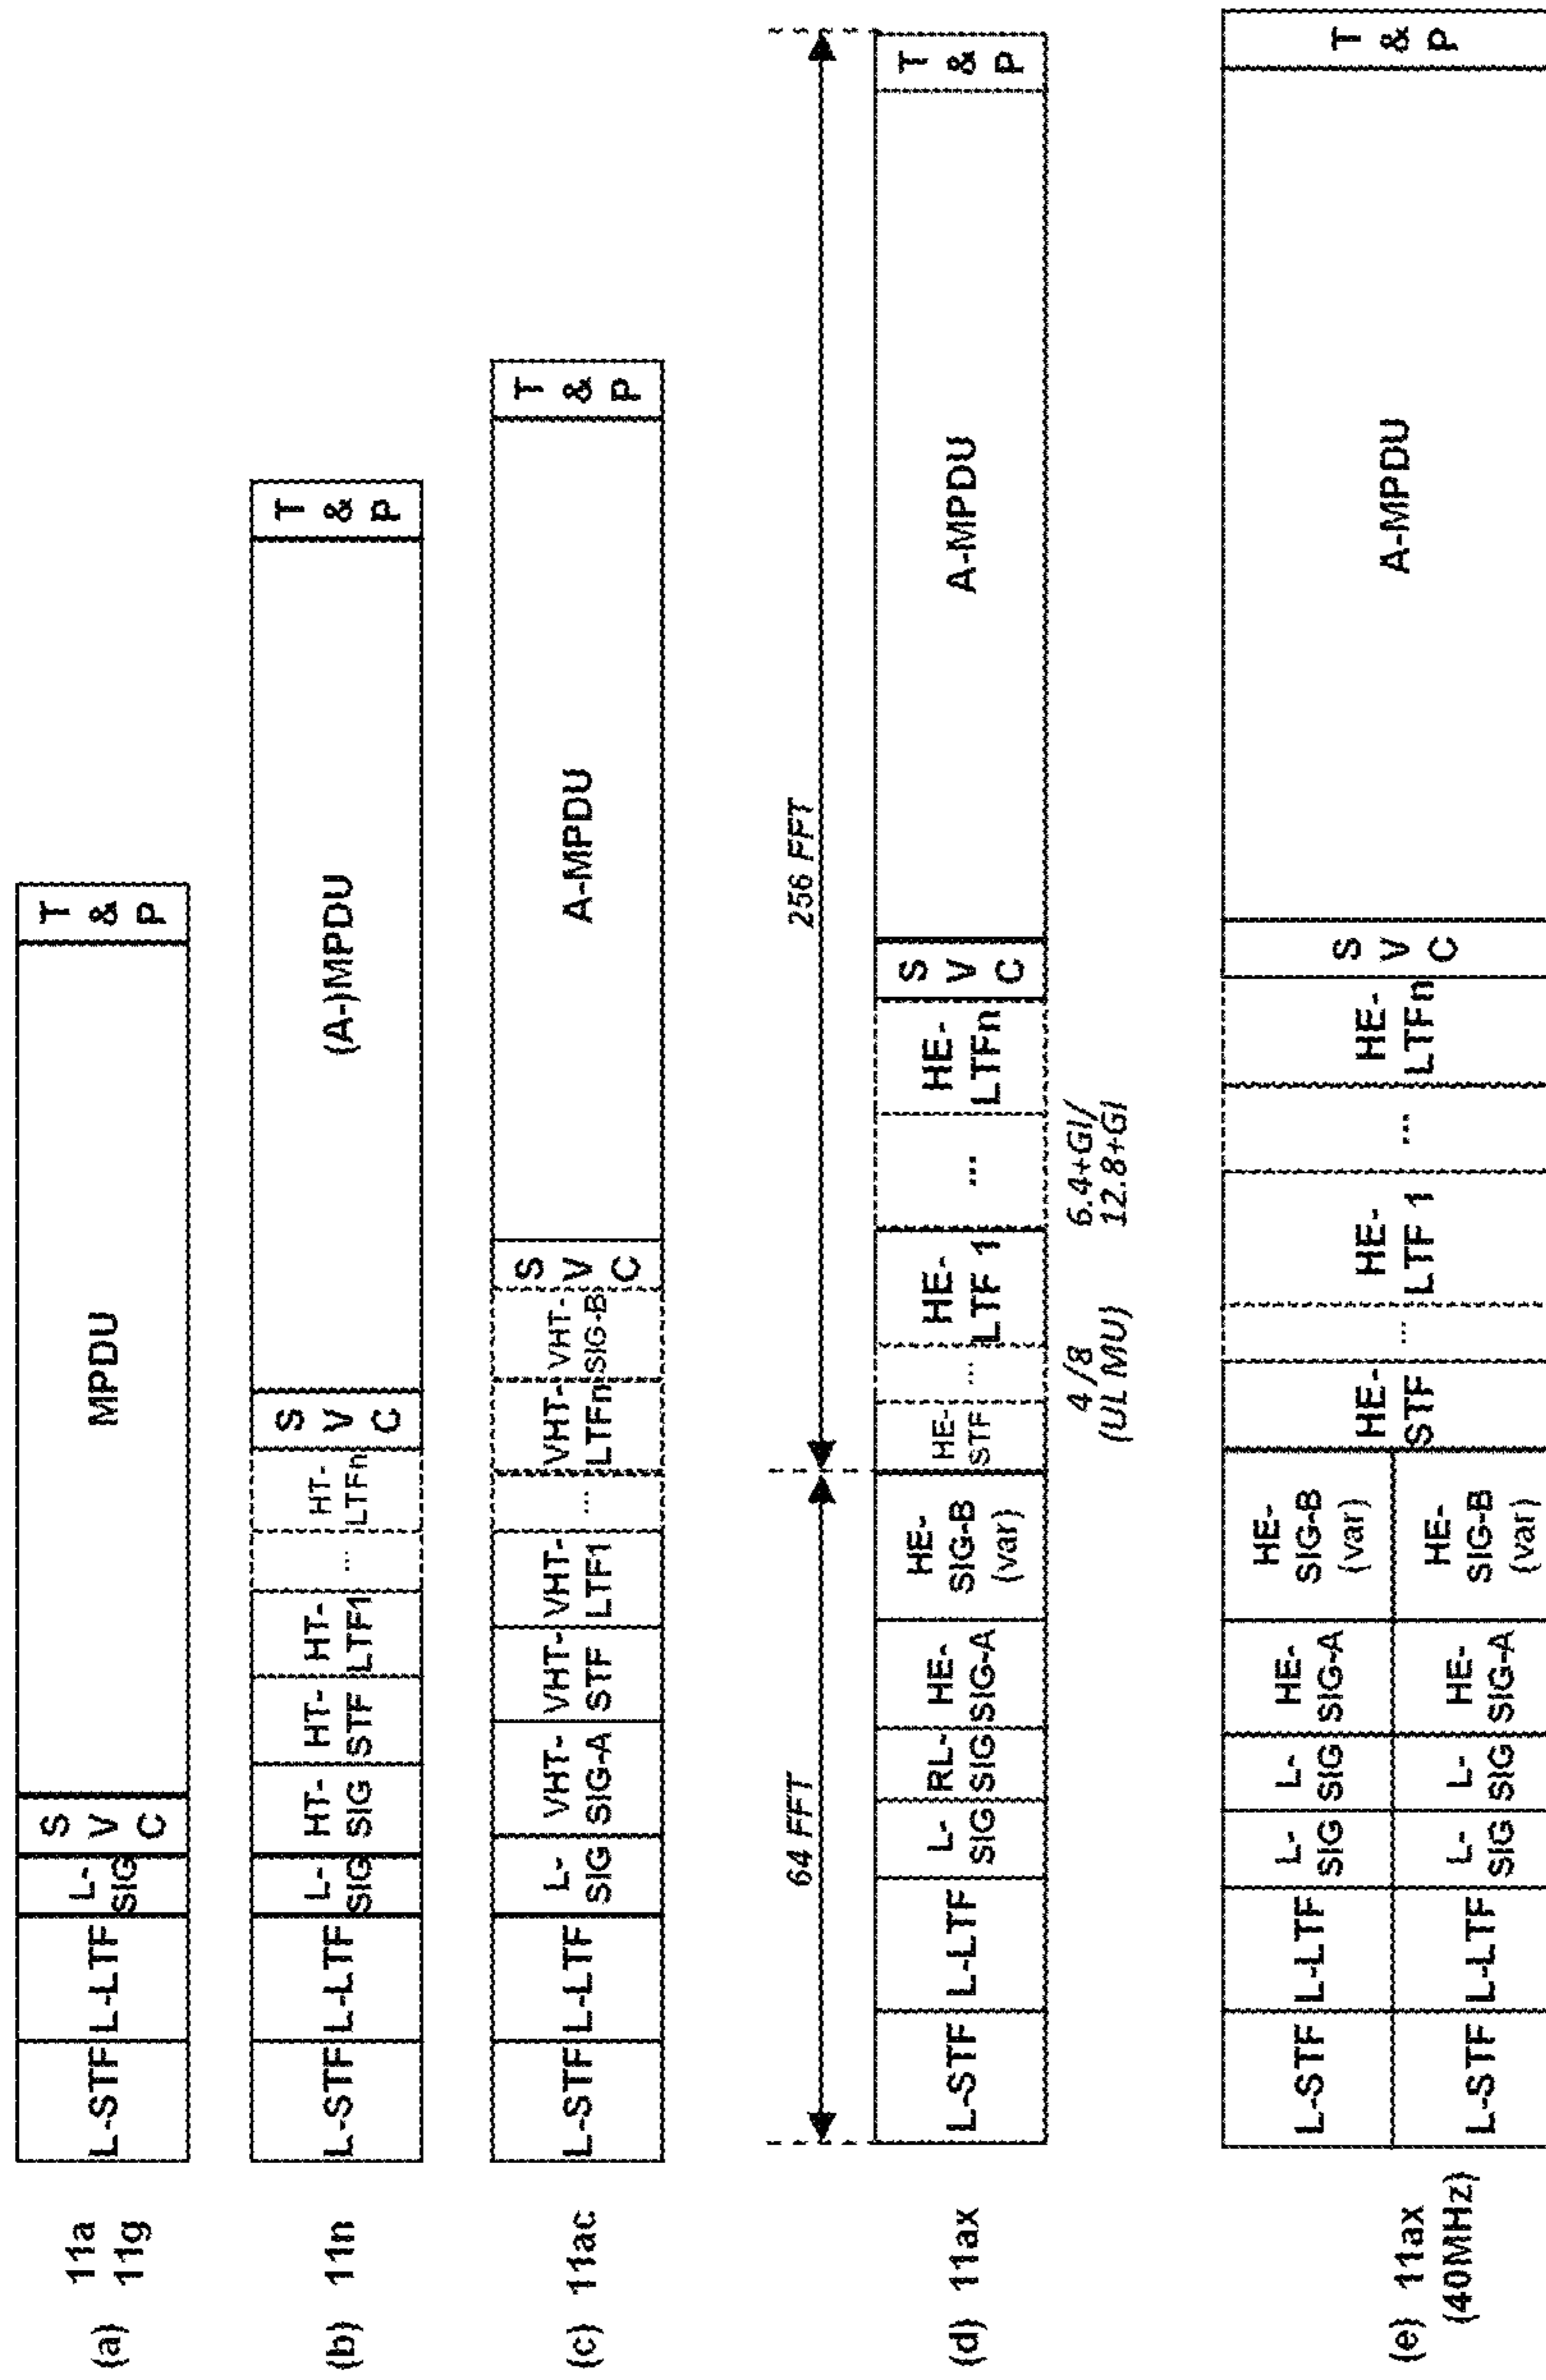 (a) 11a
11g
L-STF
L-LTF
L-
SIG
S
V
C
MPDU
T
&
P
(b) 11n
L-STF
L-LTF
L-
SIG
HT-
SIG
HT-
STF
HT-
LTF1
...
HT-
LTFn
S
V
C
(A-)MPDU
T
&
P
(c) 11ac
L-STF
L-LTF
L-
SIG
VHT-
SIG-A
VHT-
STF
VHT-
LTF1
...
VHT-
LTFn
VHT-
SIG-B
S
V
C
A-MPDU
T
&
P
64 FFT
256 FFT
(d) 11ax
L-STF
L-LTF
L-
SIG
RL-
SIG
HE-
SIG-A
HE-
SIG-B
(var)
HE-
STF
...
HE-
LTF 1
...
HE-
LTFn
S
V
C
A-MPDU
T
&
P
4/8
(UL MU)
6.4+GI/
12.8+GI
(e) 11ax
(40MHz)
L-STF
L-LTF
L-
SIG
L-
SIG
HE-
SIG-A
HE-
SIG-B
(var)
L-STF
L-LTF
L-
SIG
L-
SIG
HE-
SIG-A
HE-
SIG-B
(var)
HE-
STF
...
HE-
LTF 1
...
HE-
LTFn
S
V
C
A-MPDU
T
&
P